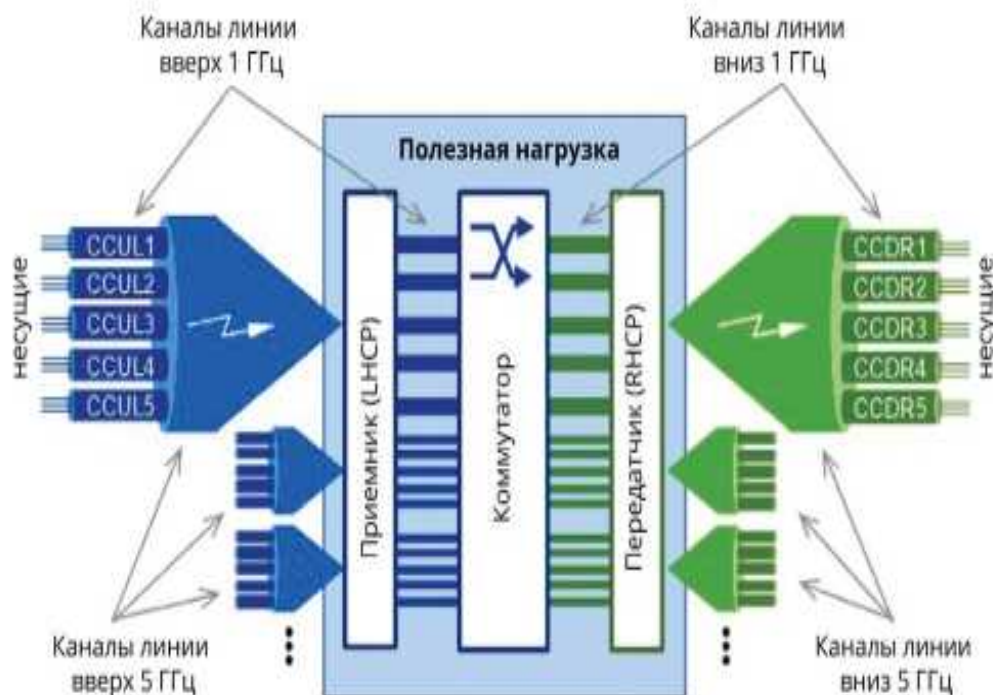 Каналы линии
вверх 1 ГГц
Каналы линии
вниз 1 ГГц
Полезная нагрузка
несущие
CCUL1
CCUL2
CCUL3
CCUL4
CCUL5
Приемник (LHCP)
Коммутатор
Передатчик (RHCP)
CCDR1
CCDR2
CCDR3
CCDR4
CCDR5
несущие
Каналы линии
вверх 5 ГГц
Каналы линии
вниз 5 ГГц